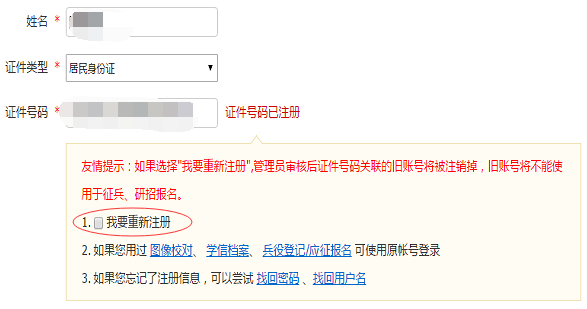 姓名 *
证件类型 * 居民身份证
证件号码 * 证件号码已注册
友情提示：如果选择"我要重新注册",管理员审核后证件号码关联的旧账号将被注销掉，旧账号将不能使
用于征兵、研招报名。
1. 我要重新注册
2. 如果您用过 图像校对、 学信档案、 兵役登记/应征报名 可使用原帐号登录
3. 如果您忘记了注册信息，可以尝试 找回密码 、找回用户名